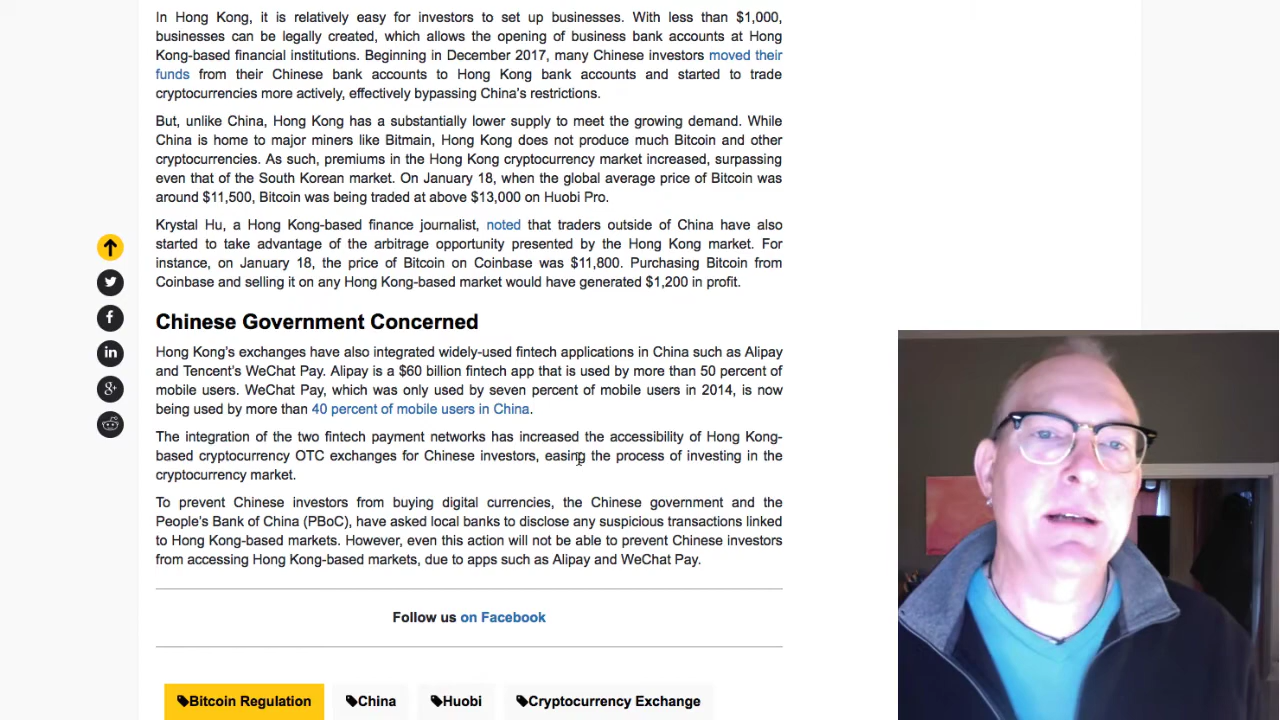 In Hong Kong, it is relatively easy for investors to set up businesses. With less than $1,000,
businesses can be legally created, which allows the opening of business bank accounts at Hong
Kong-based financial institutions. Beginning in December 2017, many Chinese investors moved their
funds from their Chinese bank accounts to Hong Kong bank accounts and started to trade
cryptocurrencies more actively, effectively bypassing China's restrictions.
But, unlike China, Hong Kong has a substantially lower supply to meet the growing demand. While
China is home to major miners like Bitmain, Hong Kong does not produce much Bitcoin and other
cryptocurrencies. As such, premiums in the Hong Kong cryptocurrency market increased, surpassing
even that of the South Korean market. On January 18, when the global average price of Bitcoin was
around $11,500, Bitcoin was being traded at above $13,000 on Huobi Pro.
Krystal Hu, a Hong Kong-based finance journalist, noted that traders outside of China have also
started to take advantage of the arbitrage opportunity presented by the Hong Kong market. For
instance, on January 18, the price of Bitcoin on Coinbase was $11,800. Purchasing Bitcoin from
Coinbase and selling it on any Hong Kong-based market would have generated $1,200 in profit.
Chinese Government Concerned
Hong Kong's exchanges have also integrated widely-used fintech applications in China such as Alipay
and Tencent's WeChat Pay. Alipay is a $60 billion fintech app that is used by more than 50 percent of
mobile users. WeChat Pay, which was only used by seven percent of mobile users in 2014, is now
being used by more than 40 percent of mobile users in China.
The integration of the two fintech payment networks has increased the accessibility of Hong Kong-
based cryptocurrency OTC exchanges for Chinese investors, easing the process of investing in the
cryptocurrency market.
To prevent Chinese investors from buying digital currencies, the Chinese government and the
People's Bank of China (PBoC), have asked local banks to disclose any suspicious transactions linked
to Hong Kong-based markets. However, even this action will not be able to prevent Chinese investors
from accessing Hong Kong-based markets, due to apps such as Alipay and WeChat Pay.
Follow us on Facebook
Bitcoin Regulation China Huobi Cryptocurrency Exchange